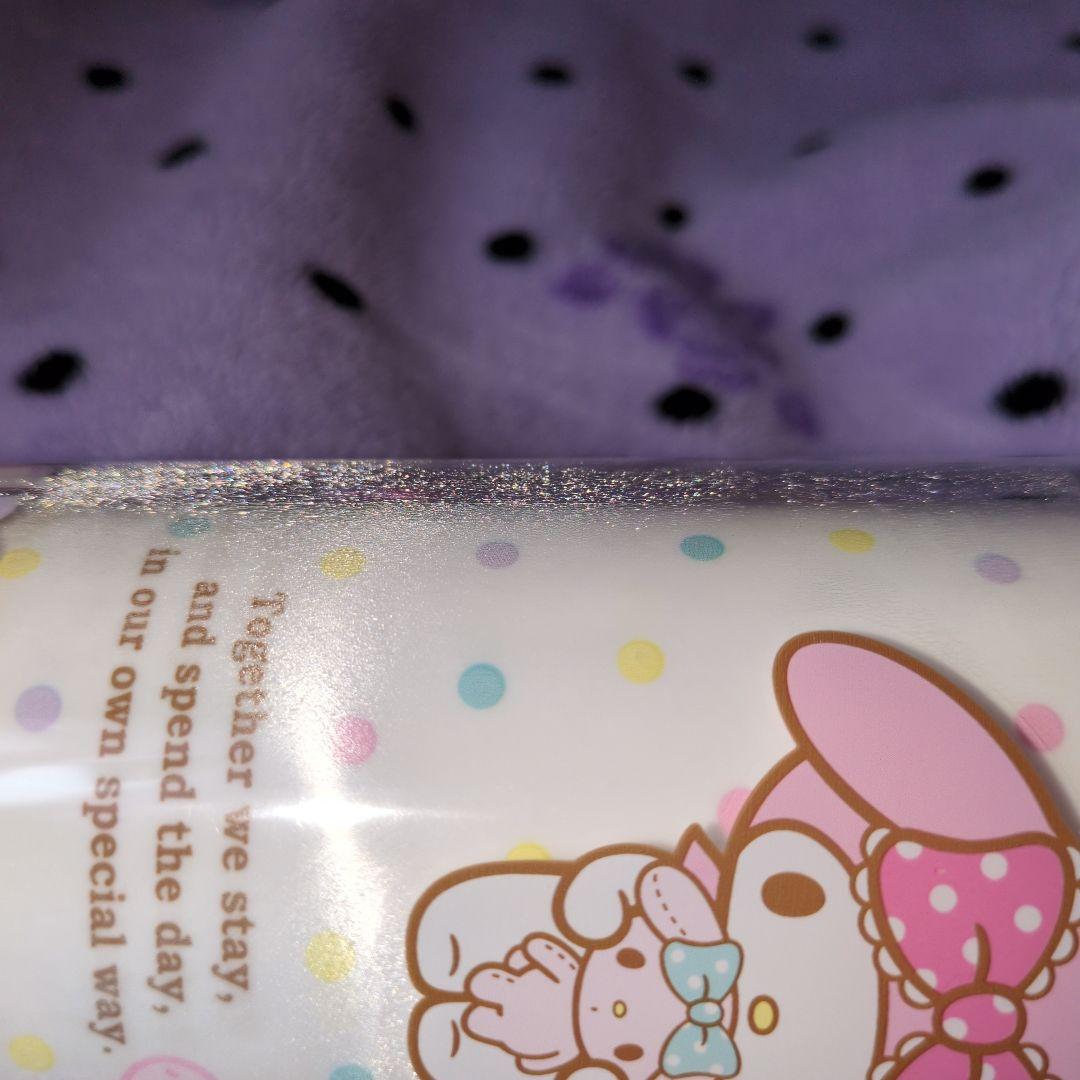 Together we stay,
and spend the day,
in our own special way.